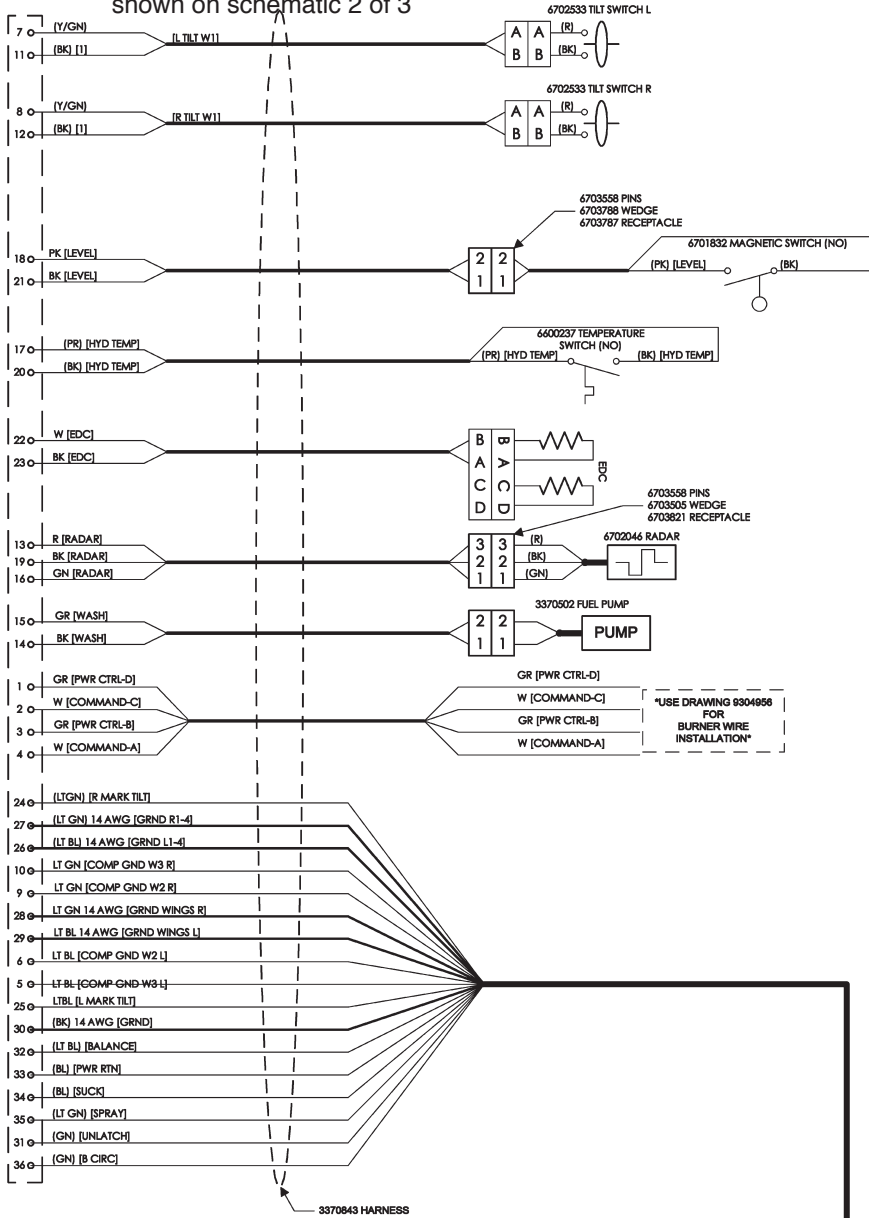 shown on schematic 2 of 3
6702533 TILT SWITCH L
7 (Y/GN) [L TILT W1] A A (R)
11 (BK) [1] B B (BK)
6702533 TILT SWITCH R
8 (Y/GN) [R TILT W1] A A (R)
12 (BK) [1] B B (BK)
6703558 PINS
6703788 WEDGE
6703787 RECEPTACLE
6701832 MAGNETIC SWITCH (NO)
18 PK [LEVEL] 2 2 (PK) [LEVEL] (BK)
21 BK [LEVEL] 1 1
6600237 TEMPERATURE
SWITCH (NO)
17 (PR) [HYD TEMP] (PR) [HYD TEMP] (BK) [HYD TEMP]
20 (BK) [HYD TEMP]
22 W [EDC] B B
23 BK [EDC] A A
C C
D D
EDC
6703558 PINS
6703505 WEDGE
6703821 RECEPTACLE
6702046 RADAR
13 R [RADAR] 3 3 (R)
19 BK [RADAR] 2 2 (BK)
16 GN [RADAR] 1 1 (GN)
3370502 FUEL PUMP
15 GR [WASH] 2 2 PUMP
14 BK [WASH] 1 1
1 GR [PWR CTRL-D] GR [PWR CTRL-D]
2 W [COMMAND-C] W [COMMAND-C]
3 GR [PWR CTRL-B] GR [PWR CTRL-B]
4 W [COMMAND-A] W [COMMAND-A]
*USE DRAWING 9304956
FOR
BURNER WIRE
INSTALLATION*
24 (LTGN) [R MARK TILT]
27 (LT GN) 14 AWG [GRND R1-4]
26 (LT BL) 14 AWG [GRND L1-4]
10 LT GN [COMP GND W3 R]
9 LT GN [COMP GND W2 R]
28 LT GN 14 AWG [GRND WINGS R]
29 LT BL 14 AWG [GRND WINGS L]
6 LT BL [COMP GND W2 L]
5 LT BL [COMP GND W3 L]
25 LTBL [L MARK TILT]
30 (BK) 14 AWG [GRND]
32 (LT BL) [BALANCE]
33 (BL) [PWR RTN]
34 (BL) [SUCK]
35 (LT GN) [SPRAY]
31 (GN) [UNLATCH]
36 (GN) [B CIRC]
3370843 HARNESS